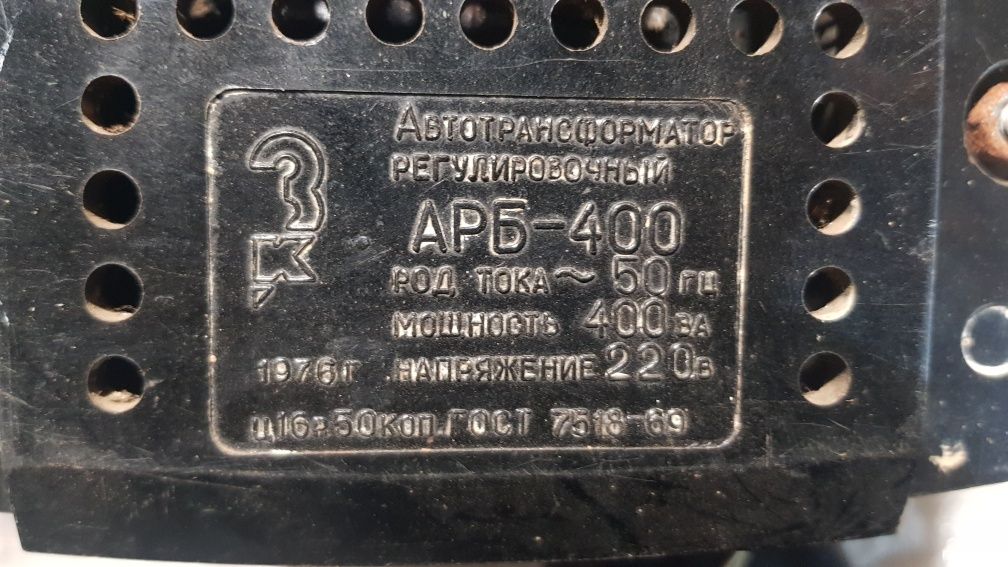 АВТОТРАНСФОРМАТОР
РЕГУЛИРОВОЧНЫЙ
АРБ-400
РОД ТОКА ~ 50 ГЦ
МОЩНОСТЬ 400 ВА
1976 г НАПРЯЖЕНИЕ 220 В
Ц 16 р 50 КОП. ГОСТ 7518-69